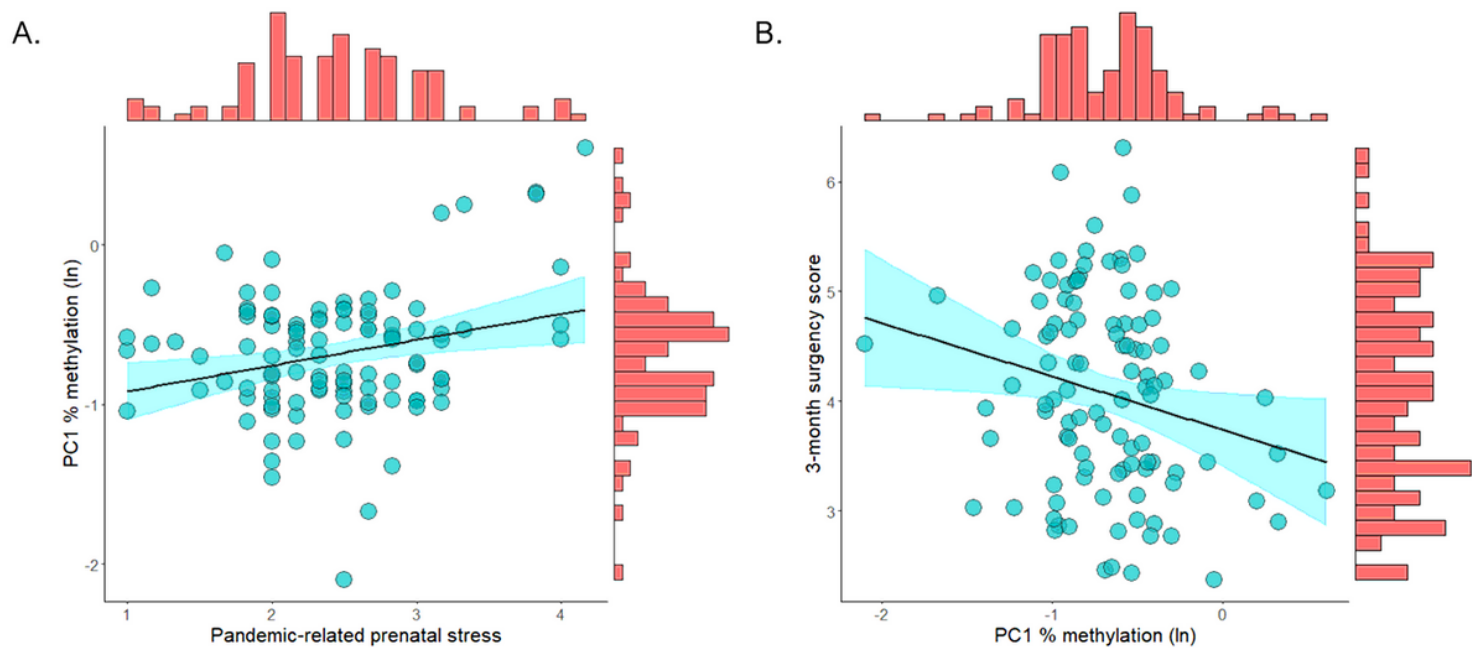 A.
B.
PC1 % methylation (ln)
0
-1
-2
1 2 3 4
Pandemic-related prenatal stress
3-month surgency score
6
5
4
3
-2 -1 0
PC1 % methylation (ln)